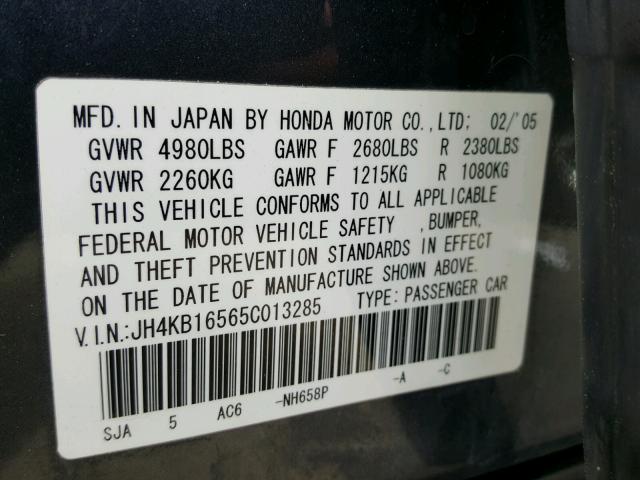 MFD. IN JAPAN BY HONDA MOTOR CO.,LTD; 02/'05
GVWR 4980LBS GAWR F 2680LBS R 2380LBS
GVWR 2260KG GAWR F 1215KG R 1080KG
THIS VEHICLE CONFORMS TO ALL APPLICABLE
FEDERAL MOTOR VEHICLE SAFETY ,BUMPER,
AND THEFT PREVENTION STANDARDS IN EFFECT
ON THE DATE OF MANUFACTURE SHOWN ABOVE.
V.I.N.:JH4KB16565C013285 TYPE: PASSENGER CAR
SJA 5 AC6 -NH658P -A -C